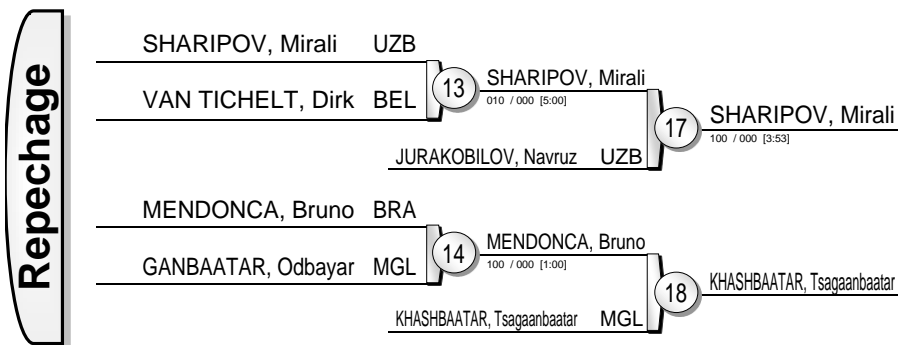 Repechage
SHARIPOV, Mirali UZB
VAN TICHELT, Dirk BEL
13
SHARIPOV, Mirali
010 / 000 [5:00]
JURAKOBILOV, Navruz UZB
17
SHARIPOV, Mirali
100 / 000 [3:53]
MENDONCA, Bruno BRA
GANBAATAR, Odbayar MGL
14
MENDONCA, Bruno
100 / 000 [1:00]
KHASHBAATAR, Tsagaanbaatar MGL
18
KHASHBAATAR, Tsagaanbaatar